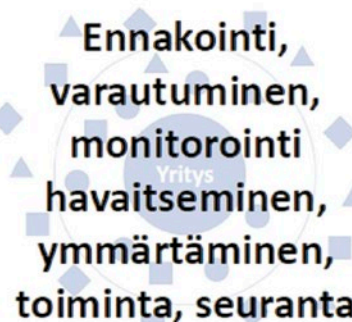 Ennakointi,
varautuminen,
monitorointi
Yritys
havaitseminen,
ymmärtäminen,
toiminta, seuranta